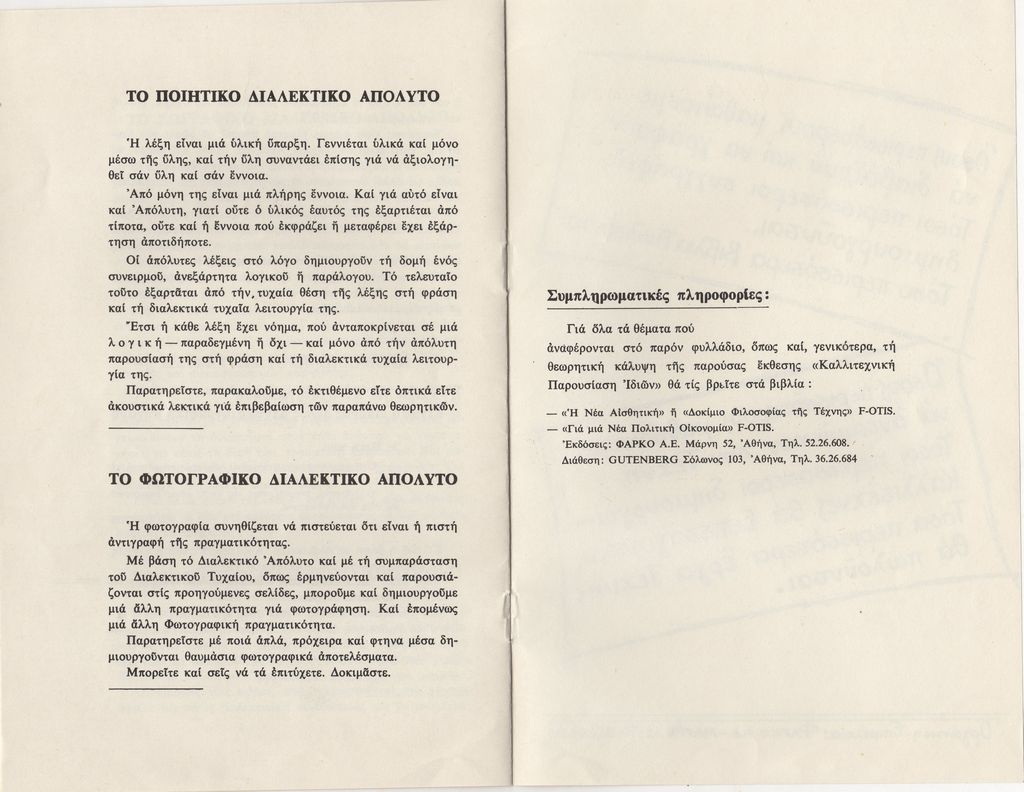 ΤΟ ΠΟΙΗΤΙΚΟ ΔΙΑΛΕΚΤΙΚΟ ΑΠΟΛΥΤΟ
Ἡ λέξη εἶναι μιά ὑλική ὕπαρξη. Γεννιέται ὑλικά καί μόνο
μέσω τῆς ὕλης, καί τήν ὕλη συναντάει ἐπίσης γιά νά ἀξιολογη-
θεῖ σάν ὕλη καί σάν ἔννοια.
Ἀπό μόνη της εἶναι μιά πλήρης ἔννοια. Καί γιά αὐτό εἶναι
καί Ἀπόλυτη, γιατί οὔτε ὁ ὑλικός ἑαυτός της ἐξαρτιέται ἀπό
τίποτα, οὔτε καί ἡ ἔννοια πού ἐκφράζει ἤ μεταφέρει ἔχει ἐξάρ-
τηση ἀποτιδήποτε.
Οἱ ἀπόλυτες λέξεις στό λόγο δημιουργοῦν τή δομή ἑνός
συνειρμοῦ, ἀνεξάρτητα λογικοῦ ἤ παράλογου. Τό τελευταῖο
τοῦτο ἐξαρτᾶται ἀπό τήν τυχαία θέση τῆς λέξης στή φράση
καί τή διαλεκτικά τυχαῖα λειτουργία της.
Ἔτσι ἡ κάθε λέξη ἔχει νόημα, πού ἀνταποκρίνεται σέ μιά
λογική — παραδεγμένη ἤ ὄχι — καί μόνο ἀπό τήν ἀπόλυτη
παρουσίασή της στή φράση καί τή διαλεκτικά τυχαία λειτουρ-
γία της.
Παρατηρεῖστε, παρακαλοῦμε, τό ἐκτιθέμενο εἴτε ὀπτικά εἴτε
ἀκουστικά λεκτικά γιά ἐπιβεβαίωση τῶν παραπάνω θεωρητικῶν.
ΤΟ ΦΩΤΟΓΡΑΦΙΚΟ ΔΙΑΛΕΚΤΙΚΟ ΑΠΟΛΥΤΟ
Ἡ φωτογραφία συνηθίζεται νά πιστεύεται ὅτι εἶναι ἡ πιστή
ἀντιγραφή τῆς πραγματικότητας.
Μέ βάση τό Διαλεκτικό Ἀπόλυτο καί μέ τή συμπαράσταση
τοῦ Διαλεκτικοῦ Τυχαίου, ὅπως ἑρμηνεύονται καί παρουσιά-
ζονται στίς προηγούμενες σελίδες, μποροῦμε καί δημιουργοῦμε
μιά ἄλλη πραγματικότητα γιά φωτογράφηση. Καί ἑπομένως
μιά ἄλλη Φωτογραφική πραγματικότητα.
Παρατηρεῖστε μέ ποιά ἁπλά, πρόχειρα καί φτηνα μέσα δη-
μιουργοῦνται θαυμάσια φωτογραφικά ἀποτελέσματα.
Μπορεῖτε καί σεῖς νά τά ἐπιτύχετε. Δοκιμᾶστε.
Συμπληρωματικές πληροφορίες:
Γιά ὅλα τά θέματα πού
ἀναφέρονται στό παρόν φυλλάδιο, ὅπως καί, γενικότερα, τή
θεωρητική κάλυψη τῆς παρούσας ἔκθεσης «Καλλιτεχνική
Παρουσίαση Ἰδιῶν» θά τίς βρεῖτε στά βιβλία :
— «Ἡ Νέα Αἰσθητική» ἤ «Δοκίμιο Φιλοσοφίας τῆς Τέχνης» F-OTIS.
— «Γιά μιά Νέα Πολιτική Οἰκονομία» F-OTIS.
Ἐκδόσεις: ΦΑΡΚΟ Α.Ε. Μάρνη 52, Ἀθήνα, Τηλ. 52.26.608.
Διάθεση: GUTENBERG Σόλωνος 103, Ἀθήνα, Τηλ. 36.26.684